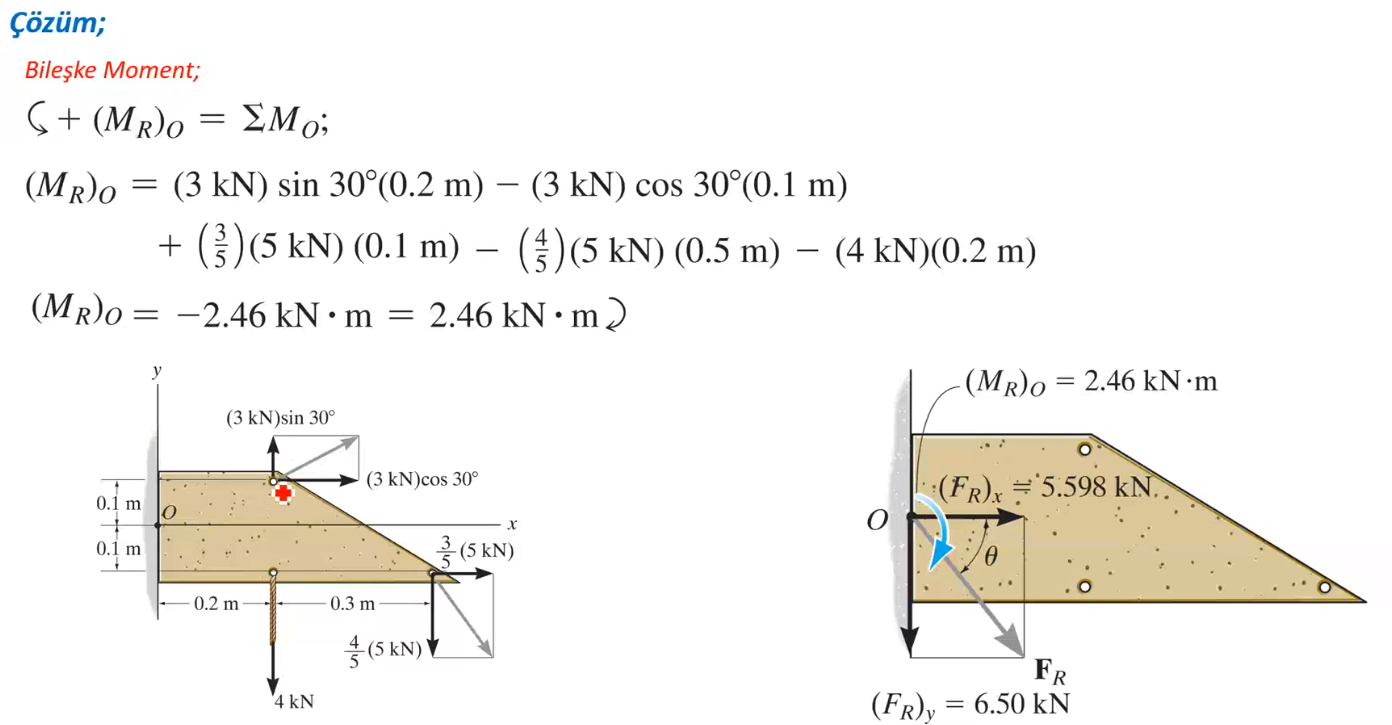 Çözüm;
Bileşke Moment;
↺ + (M_R)_O = ΣM_O;
(M_R)_O = (3 kN) sin 30°(0.2 m) − (3 kN) cos 30°(0.1 m)
+ (3/5)(5 kN) (0.1 m) − (4/5)(5 kN) (0.5 m) − (4 kN)(0.2 m)
(M_R)_O = −2.46 kN·m = 2.46 kN·m ↻
y
(3 kN)sin 30°
(3 kN)cos 30°
0.1 m
O
x
0.1 m
3/5 (5 kN)
0.2 m
0.3 m
4/5 (5 kN)
4 kN
(M_R)_O = 2.46 kN·m
(F_R)_x = 5.598 kN
O
θ
F_R
(F_R)_y = 6.50 kN